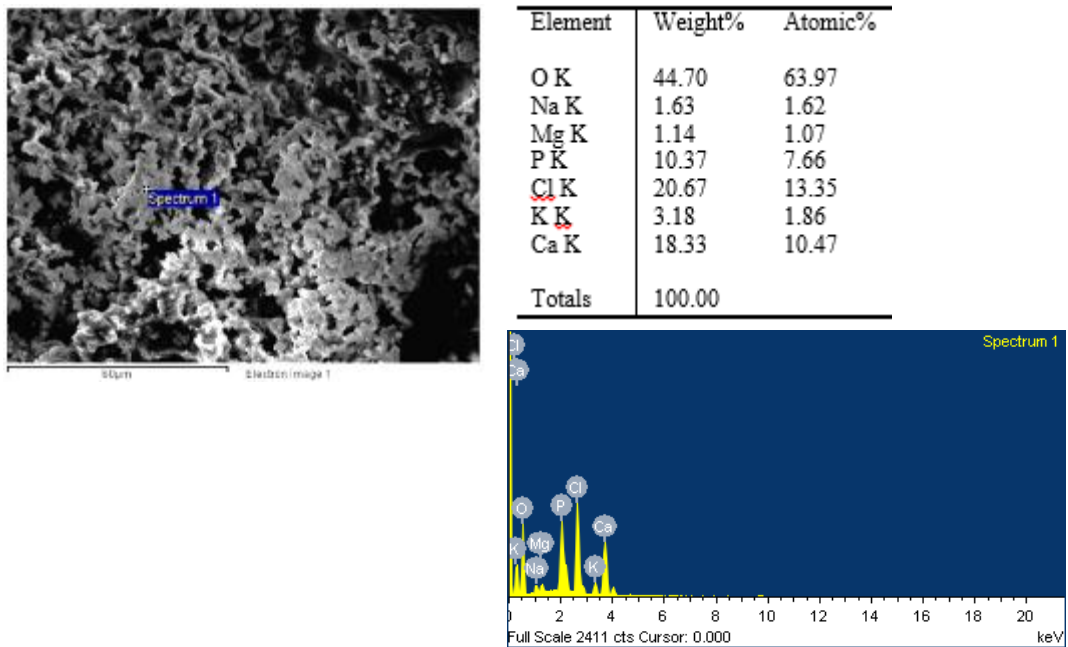 Spectrum 1
60µm
Electron Image 1
Element Weight% Atomic%
O K 44.70 63.97
Na K 1.63 1.62
Mg K 1.14 1.07
P K 10.37 7.66
Cl K 20.67 13.35
K K 3.18 1.86
Ca K 18.33 10.47
Totals 100.00
Spectrum 1
Cl
Ca
Cl
P
O
Ca
Mg
K
Na
K
2 4 6 8 10 12 14 16 18 20
Full Scale 2411 cts Cursor: 0.000 keV